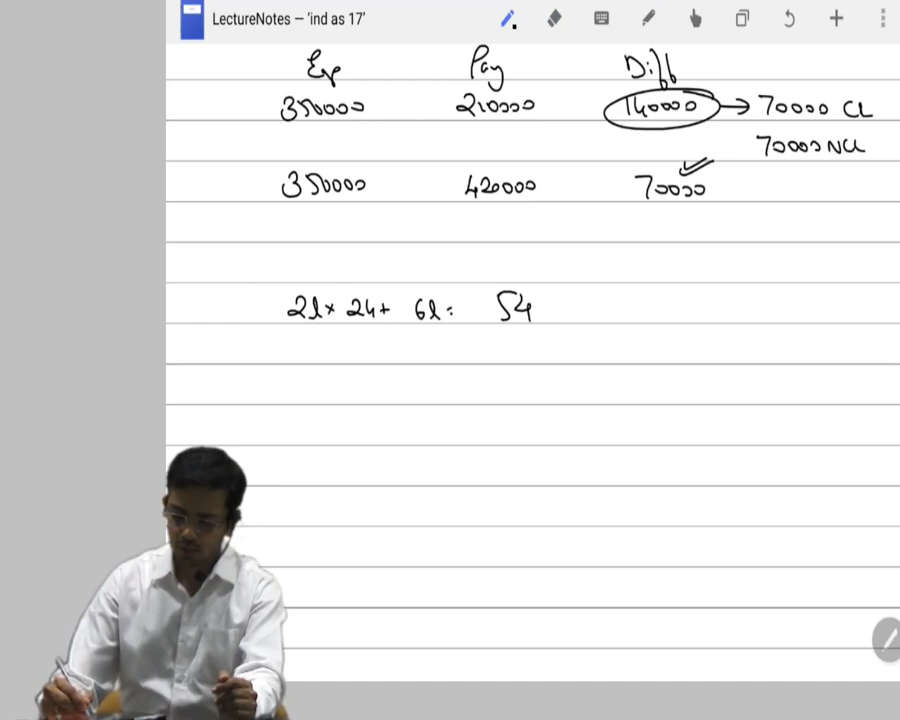 LectureNotes – 'ind as 17'
Exp Pay Diff
350000 210000 140000 → 70000 CL
70000 NCL
350000 420000 70000
2l × 24 + 6l = 54